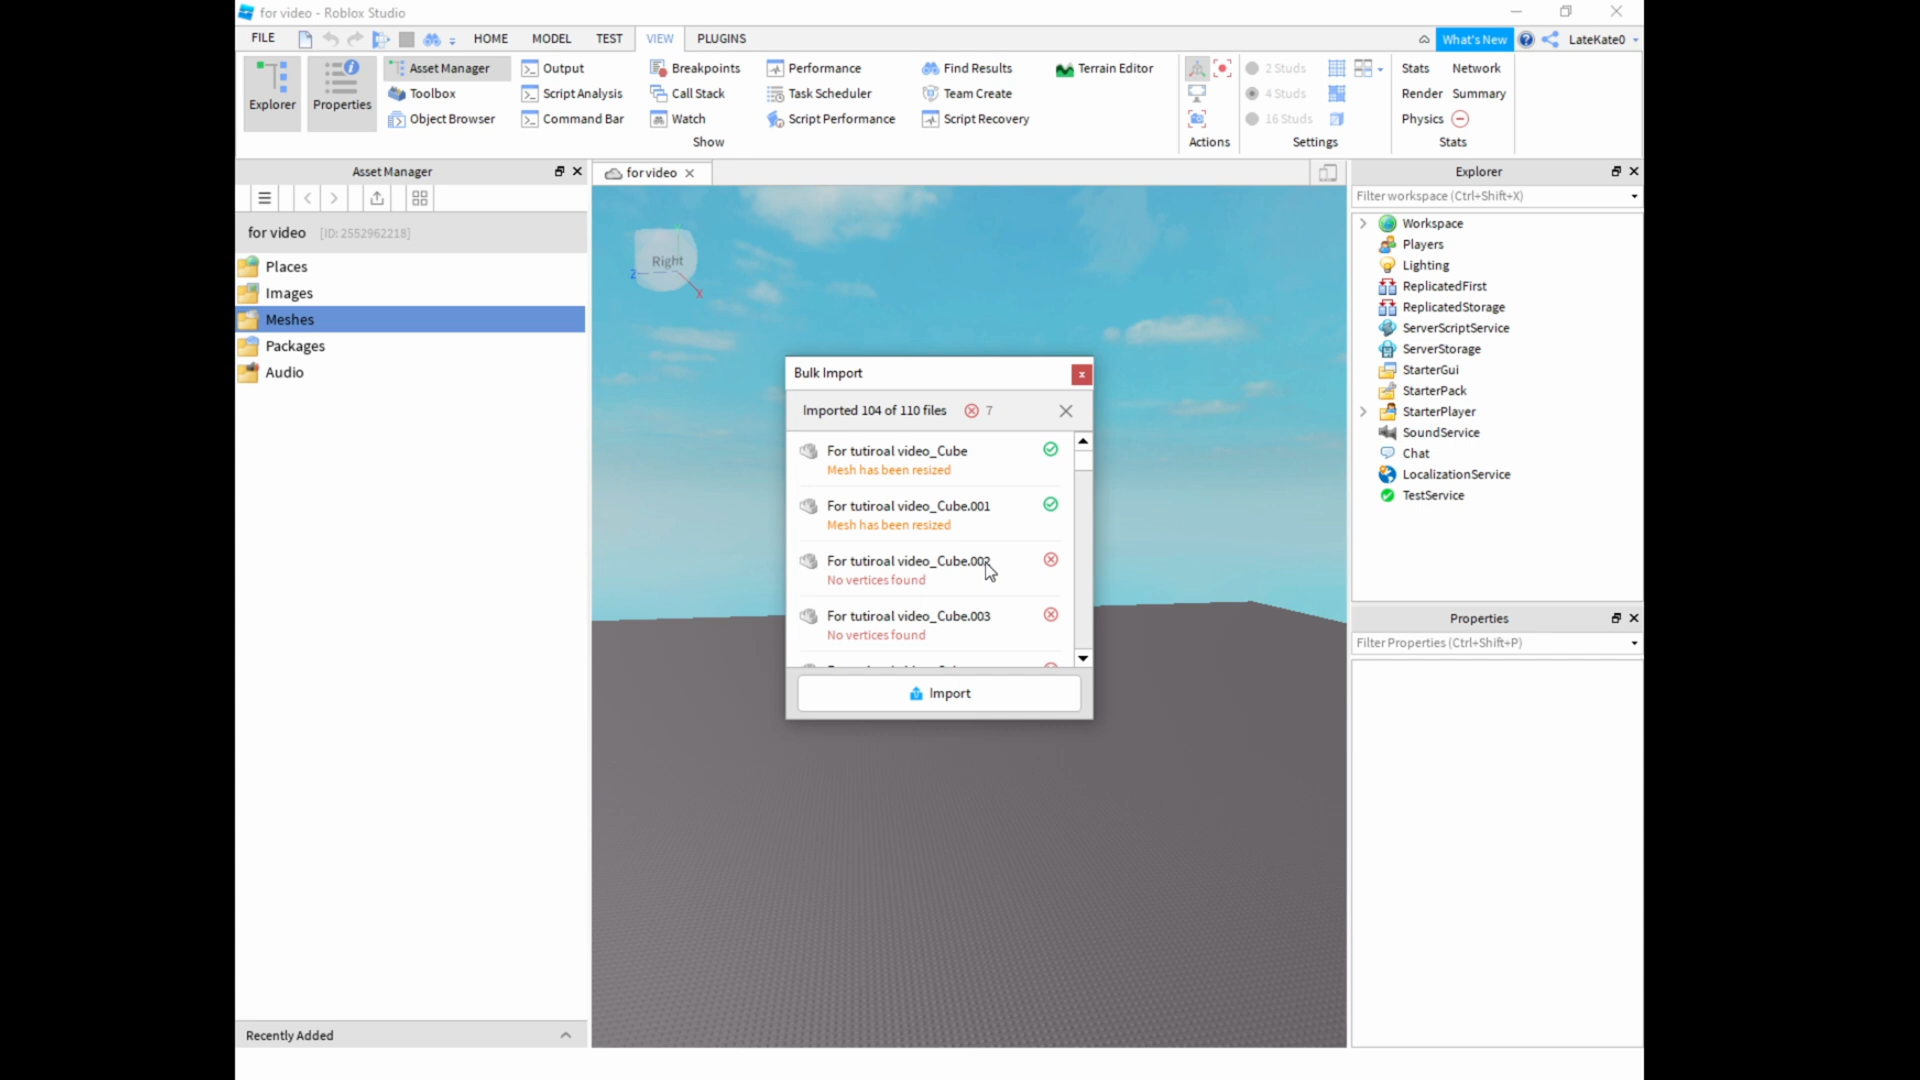 for video - Roblox Studio
FILE HOME MODEL TEST VIEW PLUGINS What's New LateKate0
Explorer
Properties
Asset Manager
Toolbox
Object Browser
Output
Script Analysis
Command Bar
Breakpoints
Call Stack
Watch
Performance
Task Scheduler
Script Performance
Find Results
Team Create
Script Recovery
Terrain Editor
Show
2 Studs
4 Studs
16 Studs
Actions
Settings
Stats Network
Render Summary
Physics
Stats
Asset Manager
for video [ID: 2552962218]
Places
Images
Meshes
Packages
Audio
Recently Added
for video
Right
Z
X
Bulk Import
x
Imported 104 of 110 files 7
For tutiroal video_Cube
Mesh has been resized
For tutiroal video_Cube.001
Mesh has been resized
For tutiroal video_Cube.002
No vertices found
For tutiroal video_Cube.003
No vertices found
Import
Explorer
Filter workspace (Ctrl+Shift+X)
Workspace
Players
Lighting
ReplicatedFirst
ReplicatedStorage
ServerScriptService
ServerStorage
StarterGui
StarterPack
StarterPlayer
SoundService
Chat
LocalizationService
TestService
Properties
Filter Properties (Ctrl+Shift+P)